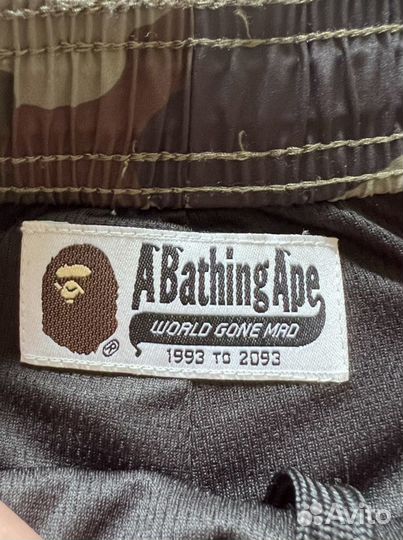 A Bathing Ape
WORLD GONE MAD
®
1993 TO 2093
Avito